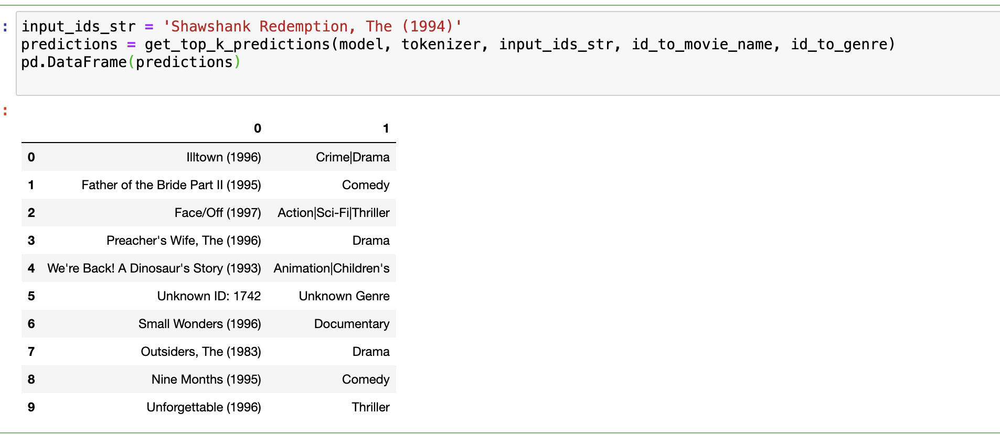 : input_ids_str = 'Shawshank Redemption, The (1994)'
predictions = get_top_k_predictions(model, tokenizer, input_ids_str, id_to_movie_name, id_to_genre)
pd.DataFrame(predictions)
:
0 1
0 Illtown (1996) Crime|Drama
1 Father of the Bride Part II (1995) Comedy
2 Face/Off (1997) Action|Sci-Fi|Thriller
3 Preacher's Wife, The (1996) Drama
4 We're Back! A Dinosaur's Story (1993) Animation|Children's
5 Unknown ID: 1742 Unknown Genre
6 Small Wonders (1996) Documentary
7 Outsiders, The (1983) Drama
8 Nine Months (1995) Comedy
9 Unforgettable (1996) Thriller